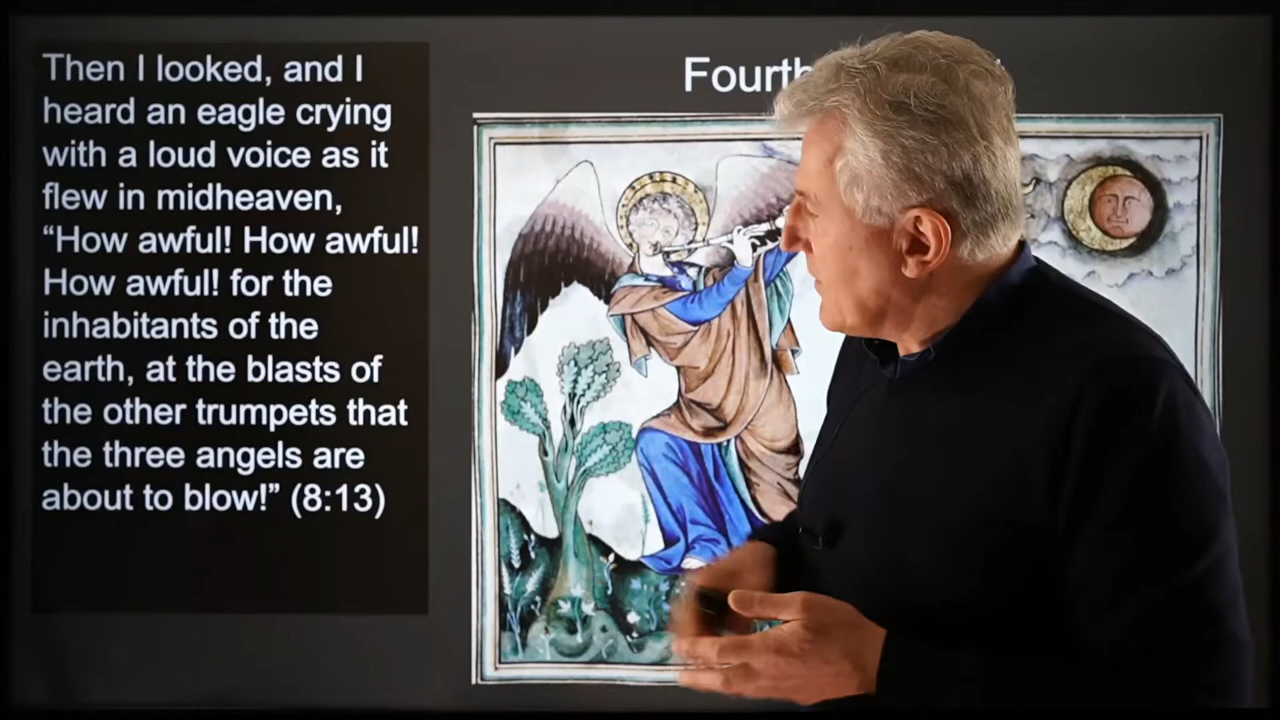 Then I looked, and I
heard an eagle crying
with a loud voice as it
flew in midheaven,
“How awful! How awful!
How awful! for the
inhabitants of the
earth, at the blasts of
the other trumpets that
the three angels are
about to blow!” (8:13)
Fourth